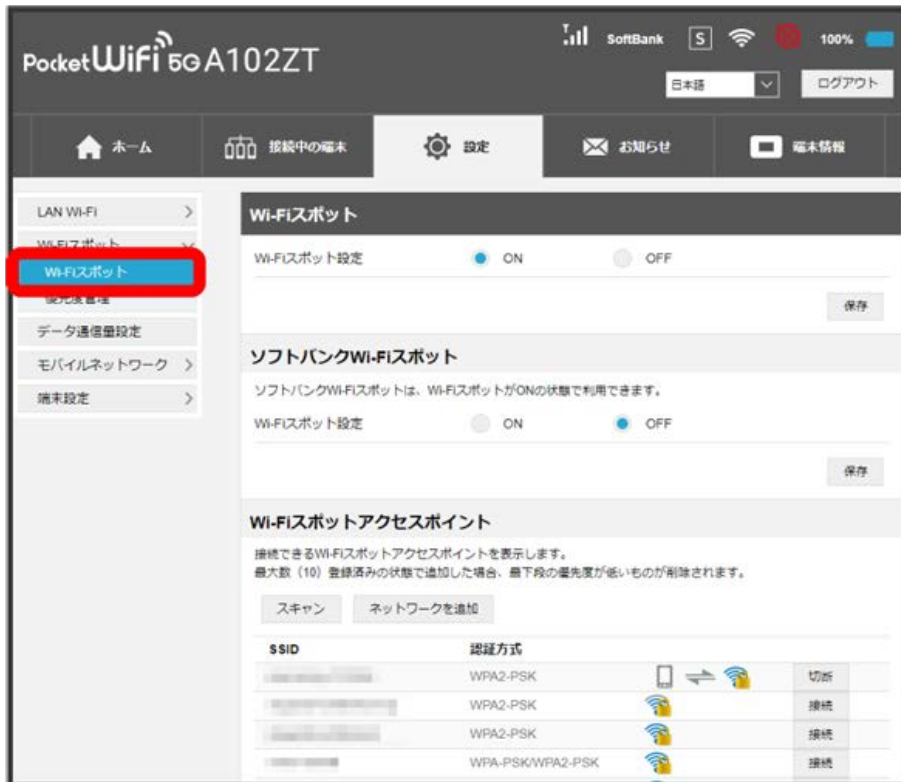 Pocket WiFi 5G A102ZT
SoftBank S 100%
日本語 ログアウト
ホーム 接続中の端末 設定 お知らせ 端末情報
LAN Wi-Fi
Wi-Fiスポット
Wi-Fiスポット
優先度管理
データ通信量設定
モバイルネットワーク
端末設定
Wi-Fiスポット
Wi-Fiスポット設定 ON OFF
保存
ソフトバンクWi-Fiスポット
ソフトバンクWi-Fiスポットは、Wi-FiスポットがONの状態で利用できます。
Wi-Fiスポット設定 ON OFF
保存
Wi-Fiスポットアクセスポイント
接続できるWi-Fiスポットアクセスポイントを表示します。
最大数（10）登録済みの状態で追加した場合、最下段の優先度が低いものが削除されます。
スキャン ネットワークを追加
SSID 認証方式
WPA2-PSK 切断
WPA2-PSK 接続
WPA2-PSK 接続
WPA-PSK/WPA2-PSK 接続